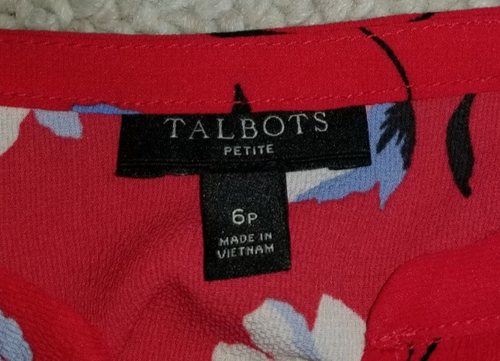 TALBOTS
PETITE
6P
MADE IN
VIETNAM